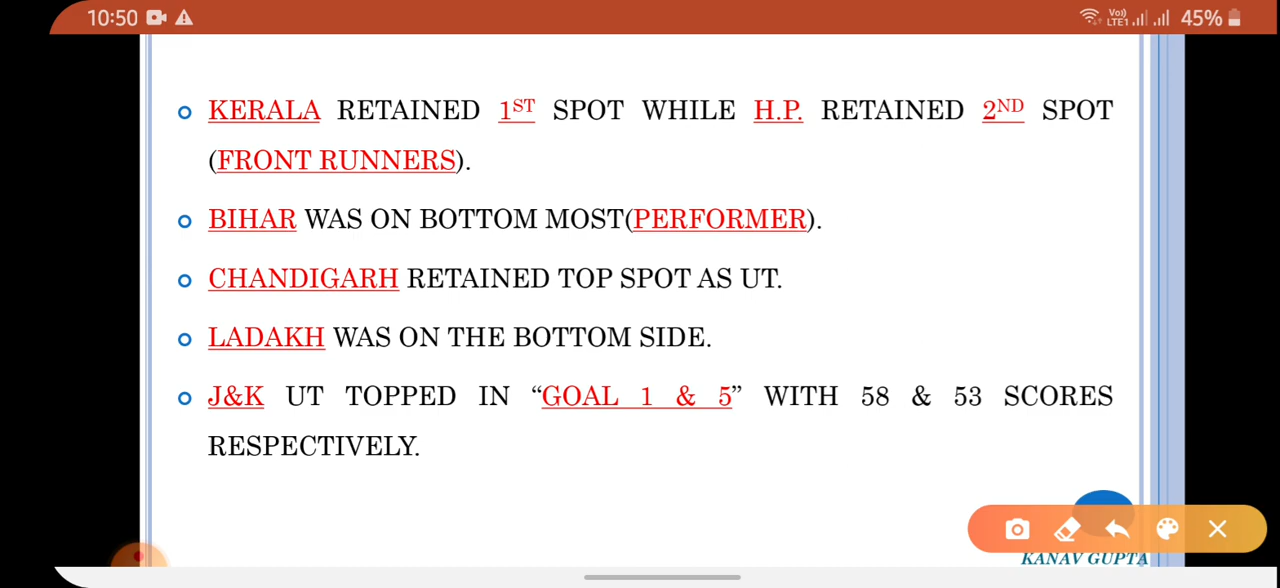 10:50
Vo)) LTE1 45%
KERALA RETAINED 1ST SPOT WHILE H.P. RETAINED 2ND SPOT
(FRONT RUNNERS).
BIHAR WAS ON BOTTOM MOST(PERFORMER).
CHANDIGARH RETAINED TOP SPOT AS UT.
LADAKH WAS ON THE BOTTOM SIDE.
J&K UT TOPPED IN “GOAL 1 & 5” WITH 58 & 53 SCORES
RESPECTIVELY.
KANAV GUPTA